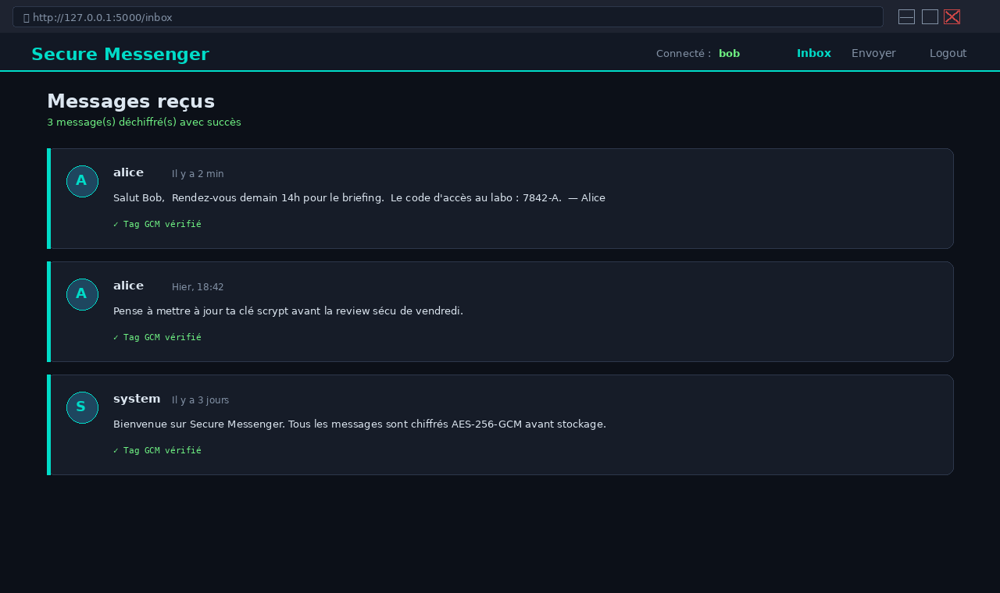 http://127.0.0.1:5000/inbox
Secure Messenger Connecté : bob Inbox Envoyer Logout
Messages reçus
3 message(s) déchiffré(s) avec succès
A alice Il y a 2 min
Salut Bob, Rendez-vous demain 14h pour le briefing. Le code d'accès au labo : 7842-A. — Alice
✓ Tag GCM vérifié
A alice Hier, 18:42
Pense à mettre à jour ta clé scrypt avant la review sécu de vendredi.
✓ Tag GCM vérifié
S system Il y a 3 jours
Bienvenue sur Secure Messenger. Tous les messages sont chiffrés AES-256-GCM avant stockage.
✓ Tag GCM vérifié